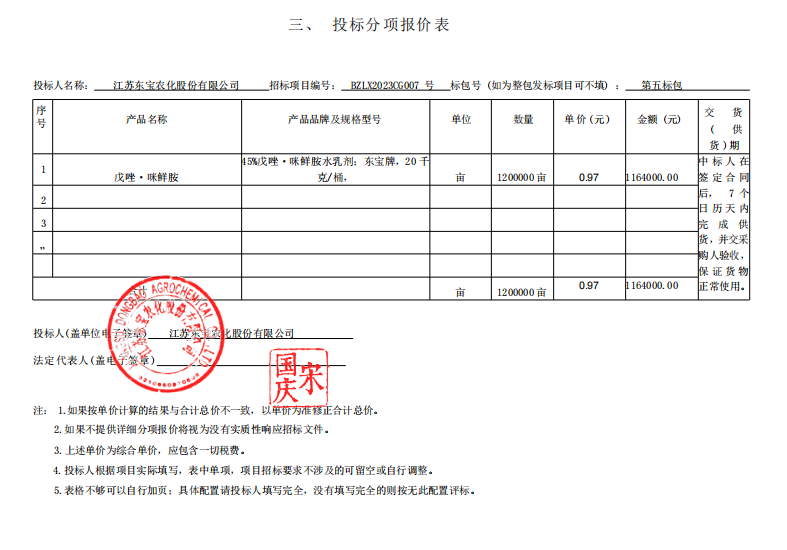 三、 投标分项报价表
投标人名称： 江苏东宝农化股份有限公司 招标项目编号： BZLX2023CG007 号 标包号（如为整包发标项目可不填）： 第五标包
序号 产品名称 产品品牌及规格型号 单位 数量 单价（元） 金额（元） 交货（供货）期
1 戊唑·咪鲜胺 45%戊唑·咪鲜胺水乳剂；东宝牌，20千克/桶， 亩 1200000亩 0.97 1164000.00
中标人在签定合同后，7个日历天内完成供货，并交采购人验收，保证货物正常使用。
2
3
”
合计 亩 1200000亩 0.97 1164000.00
投标人(盖单位电子签章) 江苏东宝农化股份有限公司
法定代表人(盖电子签章)
DONGBAO AGROCHEMICAL CO.,LTD
宋国庆
注： 1.如果按单价计算的结果与合计总价不一致，以单价为准修正合计总价。
2.如果不提供详细分项报价将视为没有实质性响应招标文件。
3.上述单价为综合单价，应包含一切税费。
4.投标人根据项目实际填写，表中单项，项目招标要求不涉及的可留空或自行调整。
5.表格不够可以自行加页；具体配置请投标人填写完全，没有填写完全的则按无此配置评标。